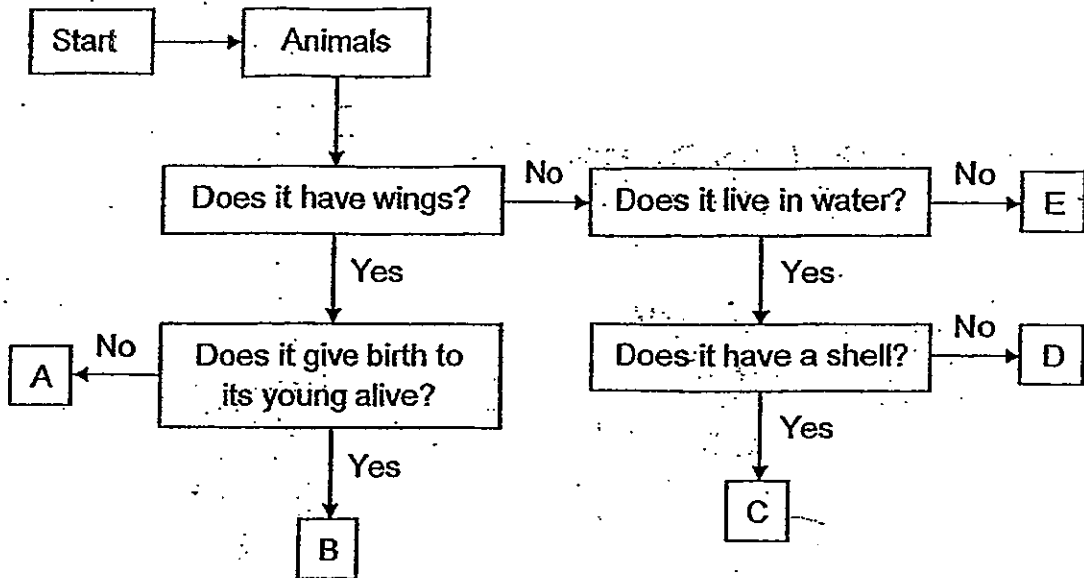 Start
Animals
Does it have wings?
No
Does it live in water?
No
E
Yes
Yes
A
No
Does it give birth to
its young alive?
Does it have a shell?
No
D
Yes
Yes
B
C